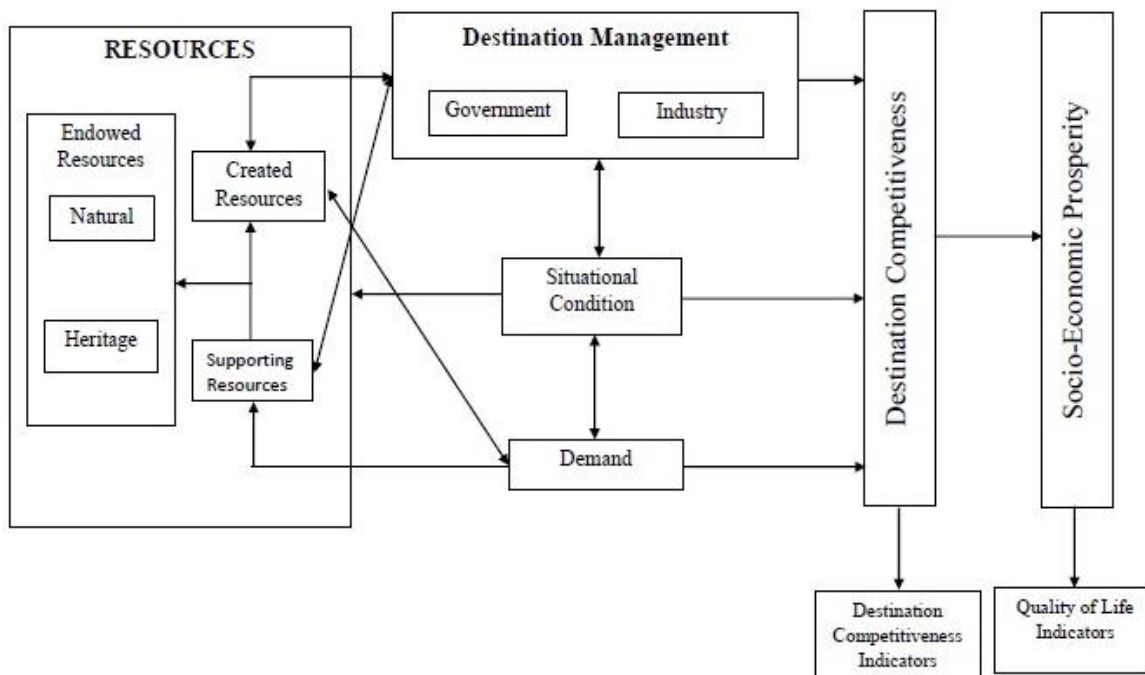 RESOURCES
Endowed
Resources
Natural
Heritage
Created
Resources
Supporting
Resources
Destination Management
Government
Industry
Situational
Condition
Demand
Destination Competitiveness
Socio-Economic Prosperity
Destination
Competitiveness
Indicators
Quality of Life
Indicators